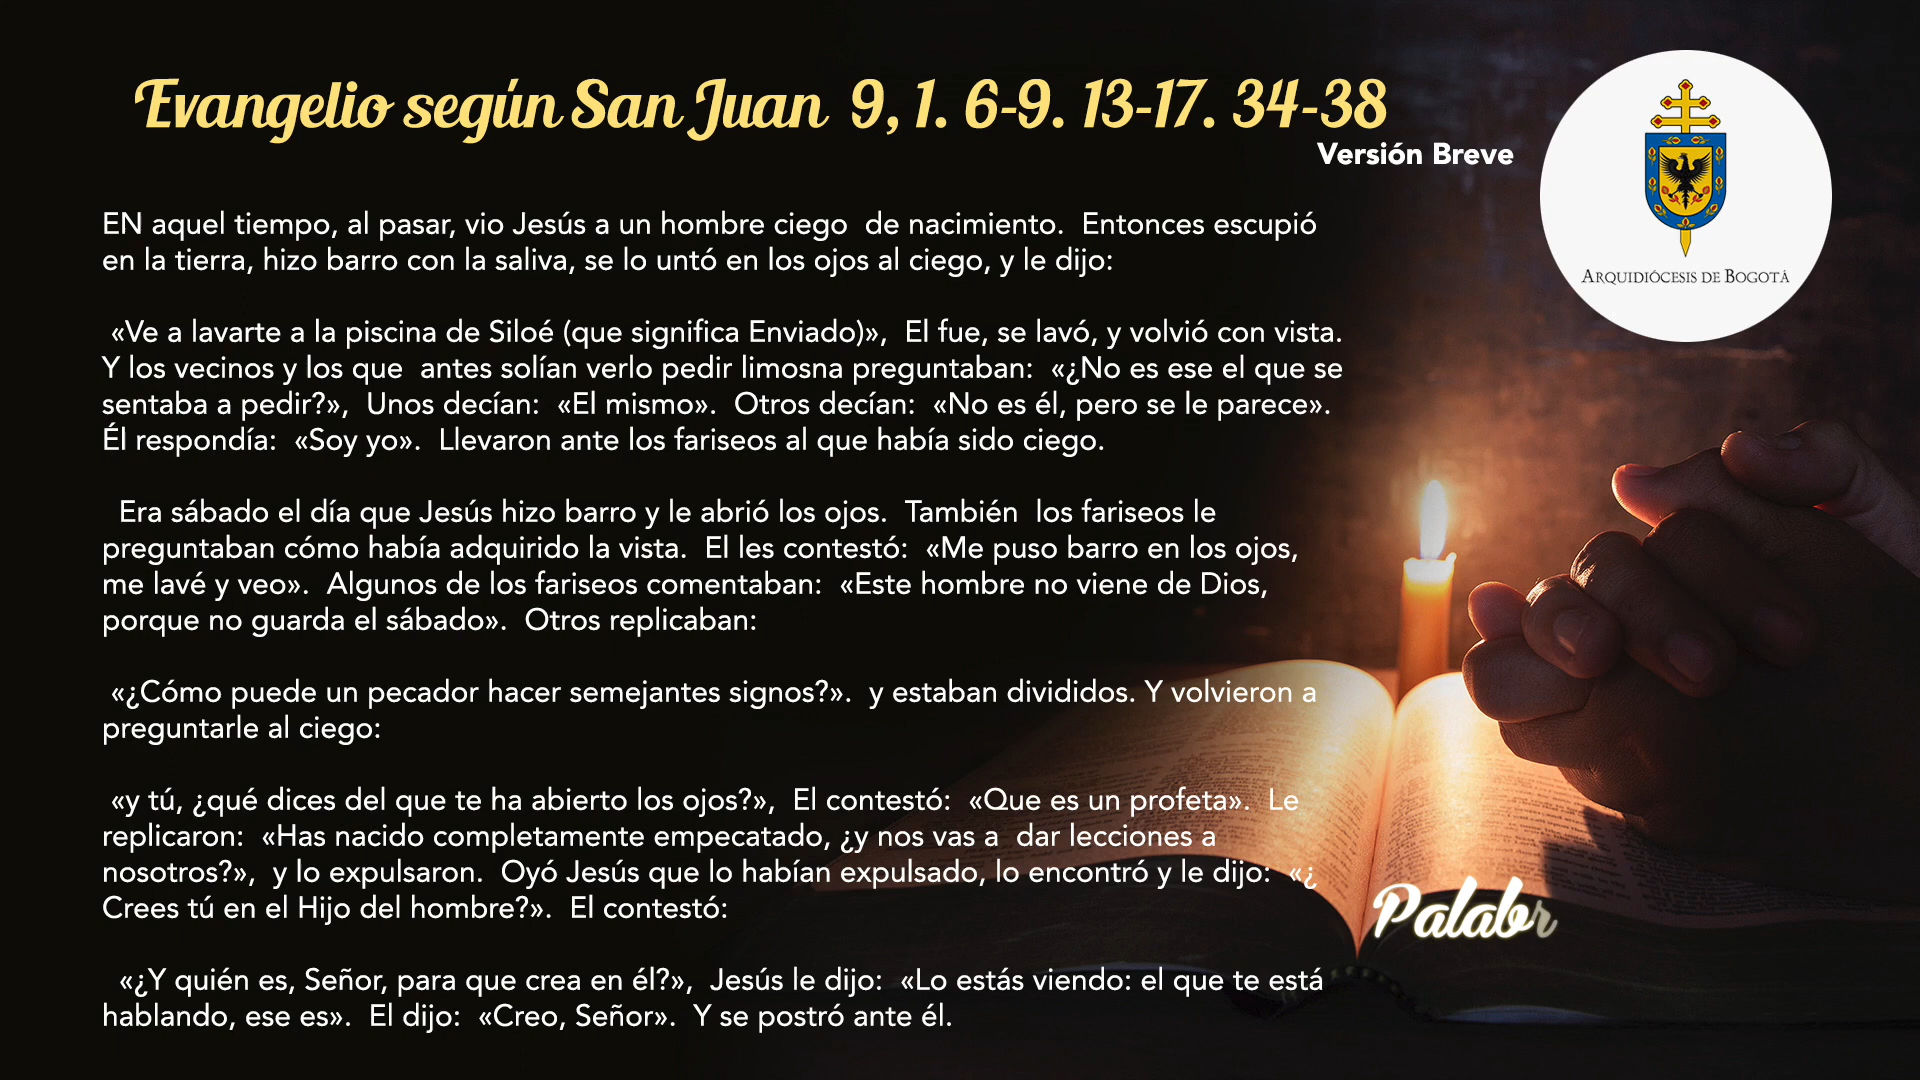 Evangelio según San Juan 9, 1. 6-9. 13-17. 34-38
Versión Breve
ARQUIDIÓCESIS DE BOGOTÁ
EN aquel tiempo, al pasar, vio Jesús a un hombre ciego  de nacimiento.  Entonces escupió
en la tierra, hizo barro con la saliva, se lo untó en los ojos al ciego, y le dijo:
«Ve a lavarte a la piscina de Siloé (que significa Enviado)»,  El fue, se lavó, y volvió con vista.
Y los vecinos y los que  antes solían verlo pedir limosna preguntaban:  «¿No es ese el que se
sentaba a pedir?»,  Unos decían:  «El mismo».  Otros decían:  «No es él, pero se le parece».
Él respondía:  «Soy yo».  Llevaron ante los fariseos al que había sido ciego.
Era sábado el día que Jesús hizo barro y le abrió los ojos.  También  los fariseos le
preguntaban cómo había adquirido la vista.  El les contestó:  «Me puso barro en los ojos,
me lavé y veo».  Algunos de los fariseos comentaban:  «Este hombre no viene de Dios,
porque no guarda el sábado».  Otros replicaban:
«¿Cómo puede un pecador hacer semejantes signos?».  y estaban divididos. Y volvieron a
preguntarle al ciego:
«y tú, ¿qué dices del que te ha abierto los ojos?»,  El contestó:  «Que es un profeta».  Le
replicaron:  «Has nacido completamente empecatado, ¿y nos vas a  dar lecciones a
nosotros?»,  y lo expulsaron.  Oyó Jesús que lo habían expulsado, lo encontró y le dijo:  «¿
Crees tú en el Hijo del hombre?».  El contestó:
«¿Y quién es, Señor, para que crea en él?»,  Jesús le dijo:  «Lo estás viendo: el que te está
hablando, ese es».  El dijo:  «Creo, Señor».  Y se postró ante él.
Palabr